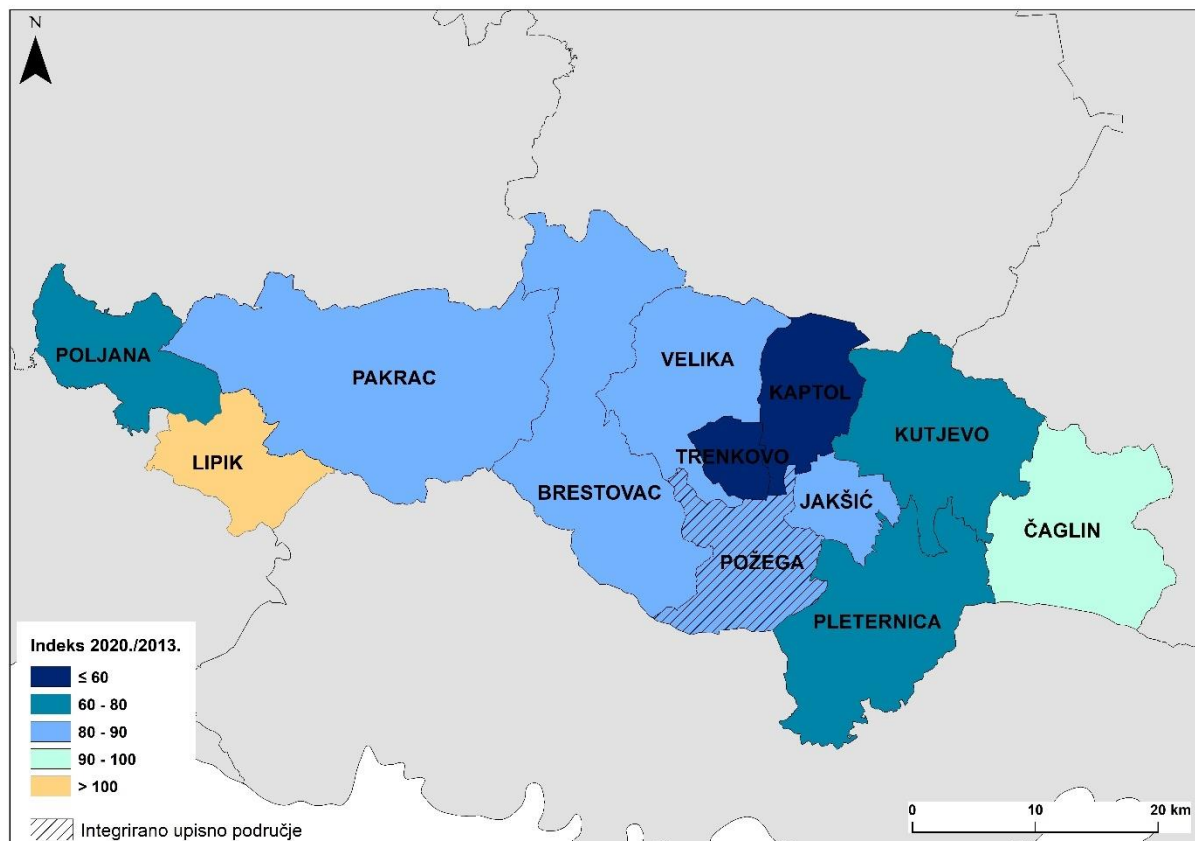 N
POLJANA
PAKRAC
VELIKA
KAPTOL
LIPIK
TRENKOVO
KUTJEVO
BRESTOVAC
JAKŠIĆ
ČAGLIN
POŽEGA
PLETERNICA
Indeks 2020./2013.
≤ 60
60 - 80
80 - 90
90 - 100
> 100
Integrirano upisno područje
0 10 20 km